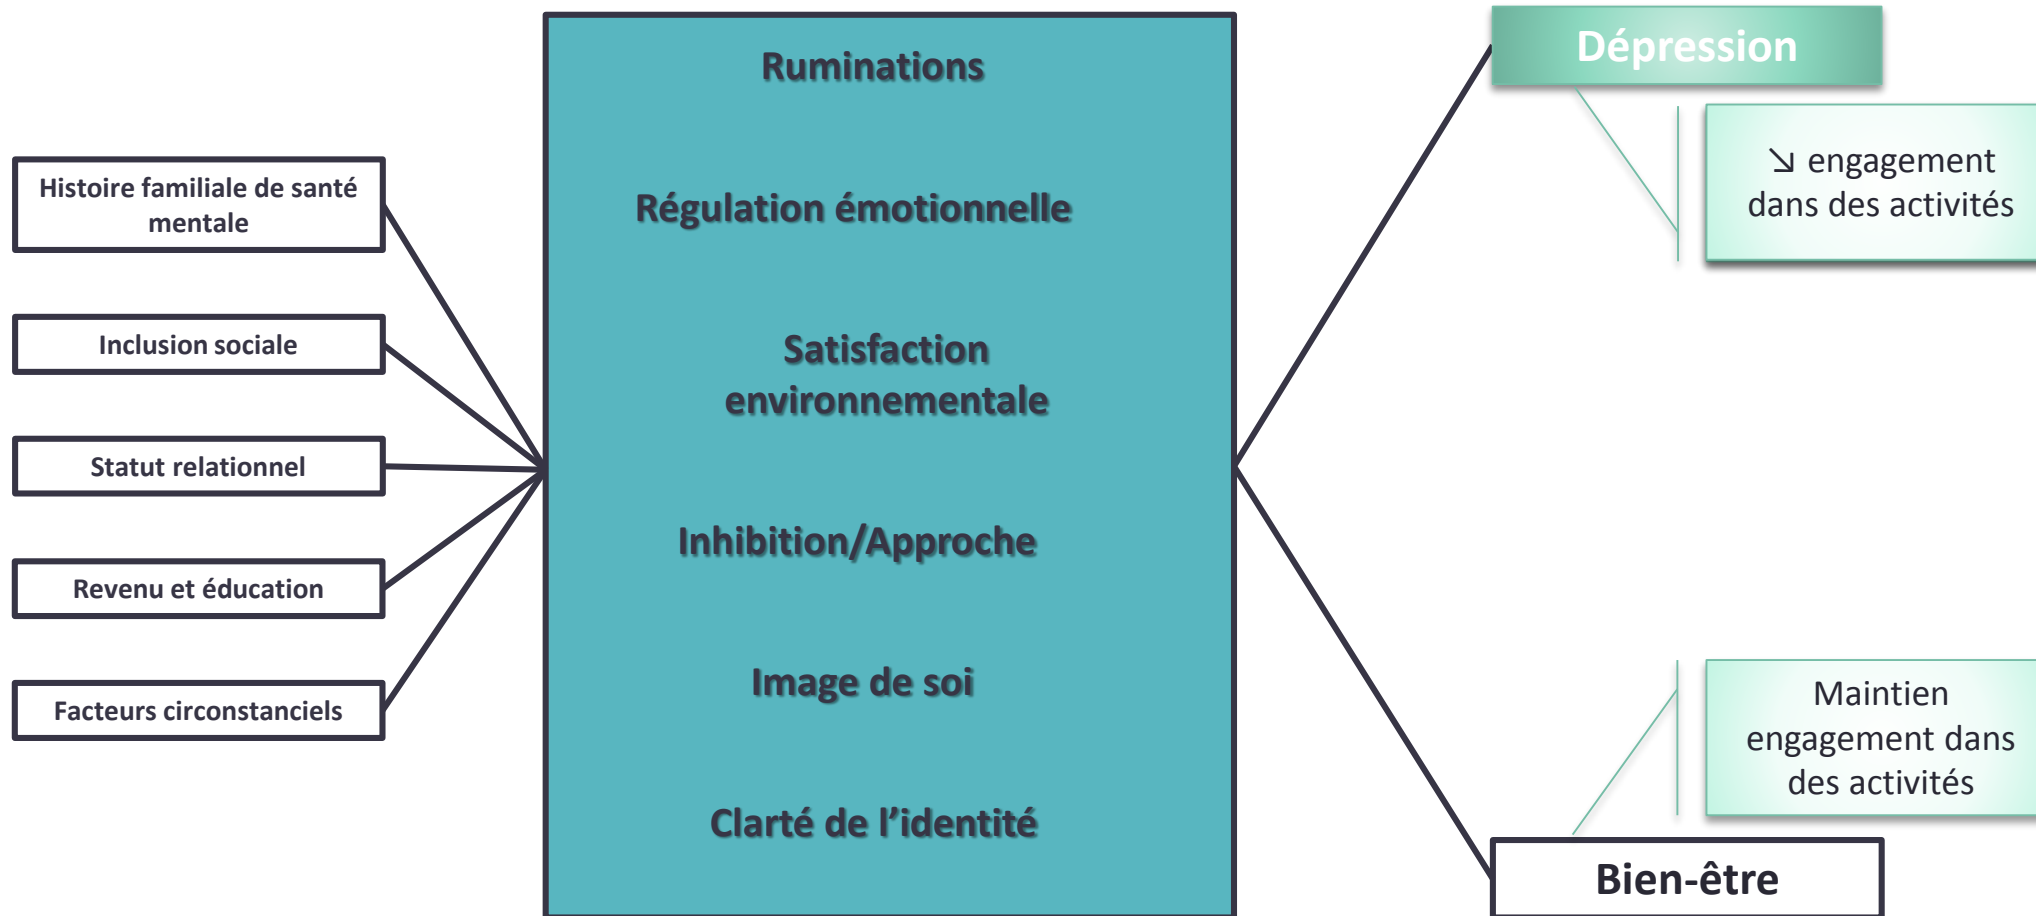 Histoire familiale de santé
mentale
Inclusion sociale
Statut relationnel
Revenu et éducation
Facteurs circonstanciels
Ruminations
Régulation émotionnelle
Satisfaction
environnementale
Inhibition/Approche
Image de soi
Clarté de l’identité
Dépression
↘ engagement
dans des activités
Maintien
engagement dans
des activités
Bien-être